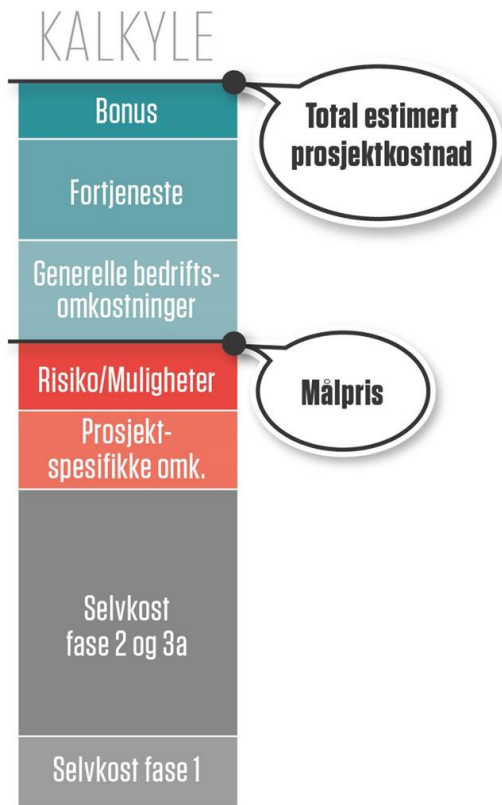 KALKYLE
Bonus
Total estimert
prosjektkostnad
Fortjeneste
Generelle bedrifts-
omkostninger
Risiko/Muligheter
Målpris
Prosjekt-
spesifikke omk.
Selvkost
fase 2 og 3a
Selvkost fase 1